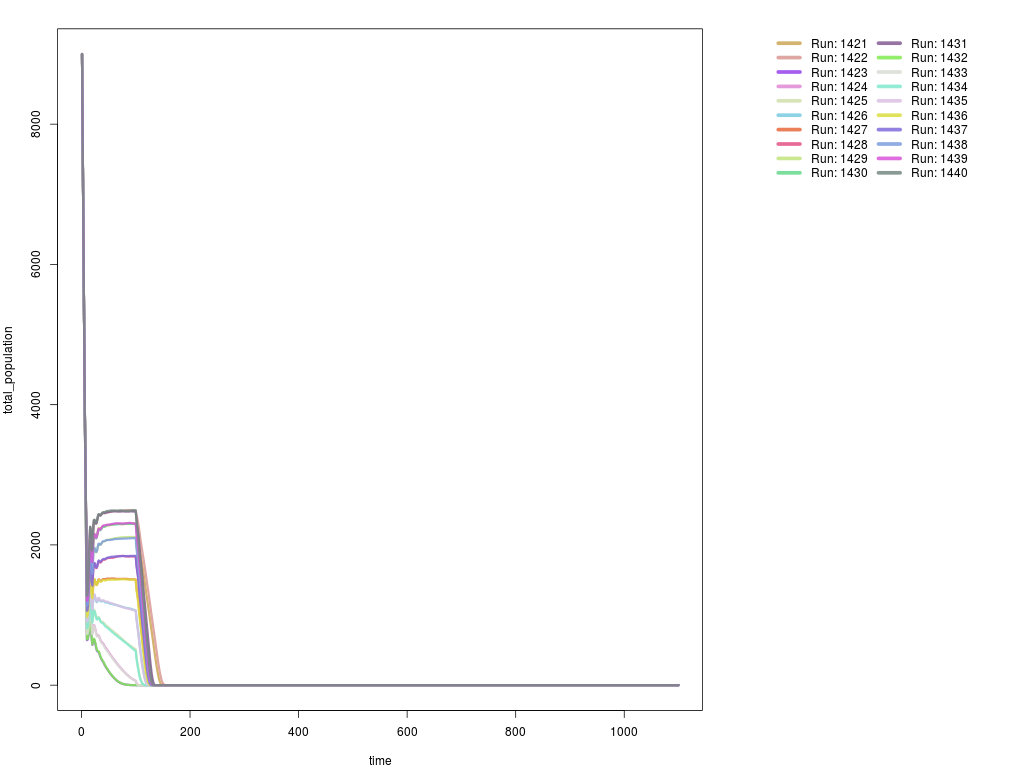 Run: 1421
Run: 1422
Run: 1423
Run: 1424
Run: 1425
Run: 1426
Run: 1427
Run: 1428
Run: 1429
Run: 1430
Run: 1431
Run: 1432
Run: 1433
Run: 1434
Run: 1435
Run: 1436
Run: 1437
Run: 1438
Run: 1439
Run: 1440
total_population
8000
6000
4000
2000
0
0 200 400 600 800 1000
time